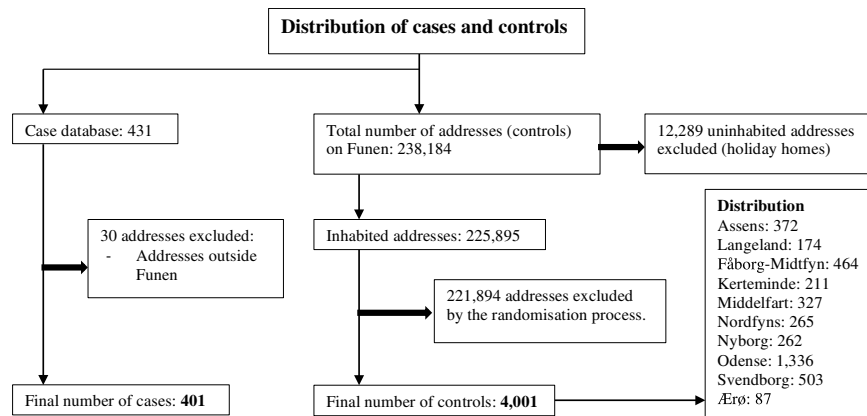 Distribution of cases and controls
Case database: 431
Total number of addresses (controls)
on Funen: 238,184
12,289 uninhabited addresses
excluded (holiday homes)
30 addresses excluded:
- Addresses outside
Funen
Inhabited addresses: 225,895
221,894 addresses excluded
by the randomisation process.
Distribution
Assens: 372
Langeland: 174
Fåborg-Midtfyn: 464
Kerteminde: 211
Middelfart: 327
Nordfyns: 265
Nyborg: 262
Odense: 1,336
Svendborg: 503
Ærø: 87
Final number of cases: 401
Final number of controls: 4,001